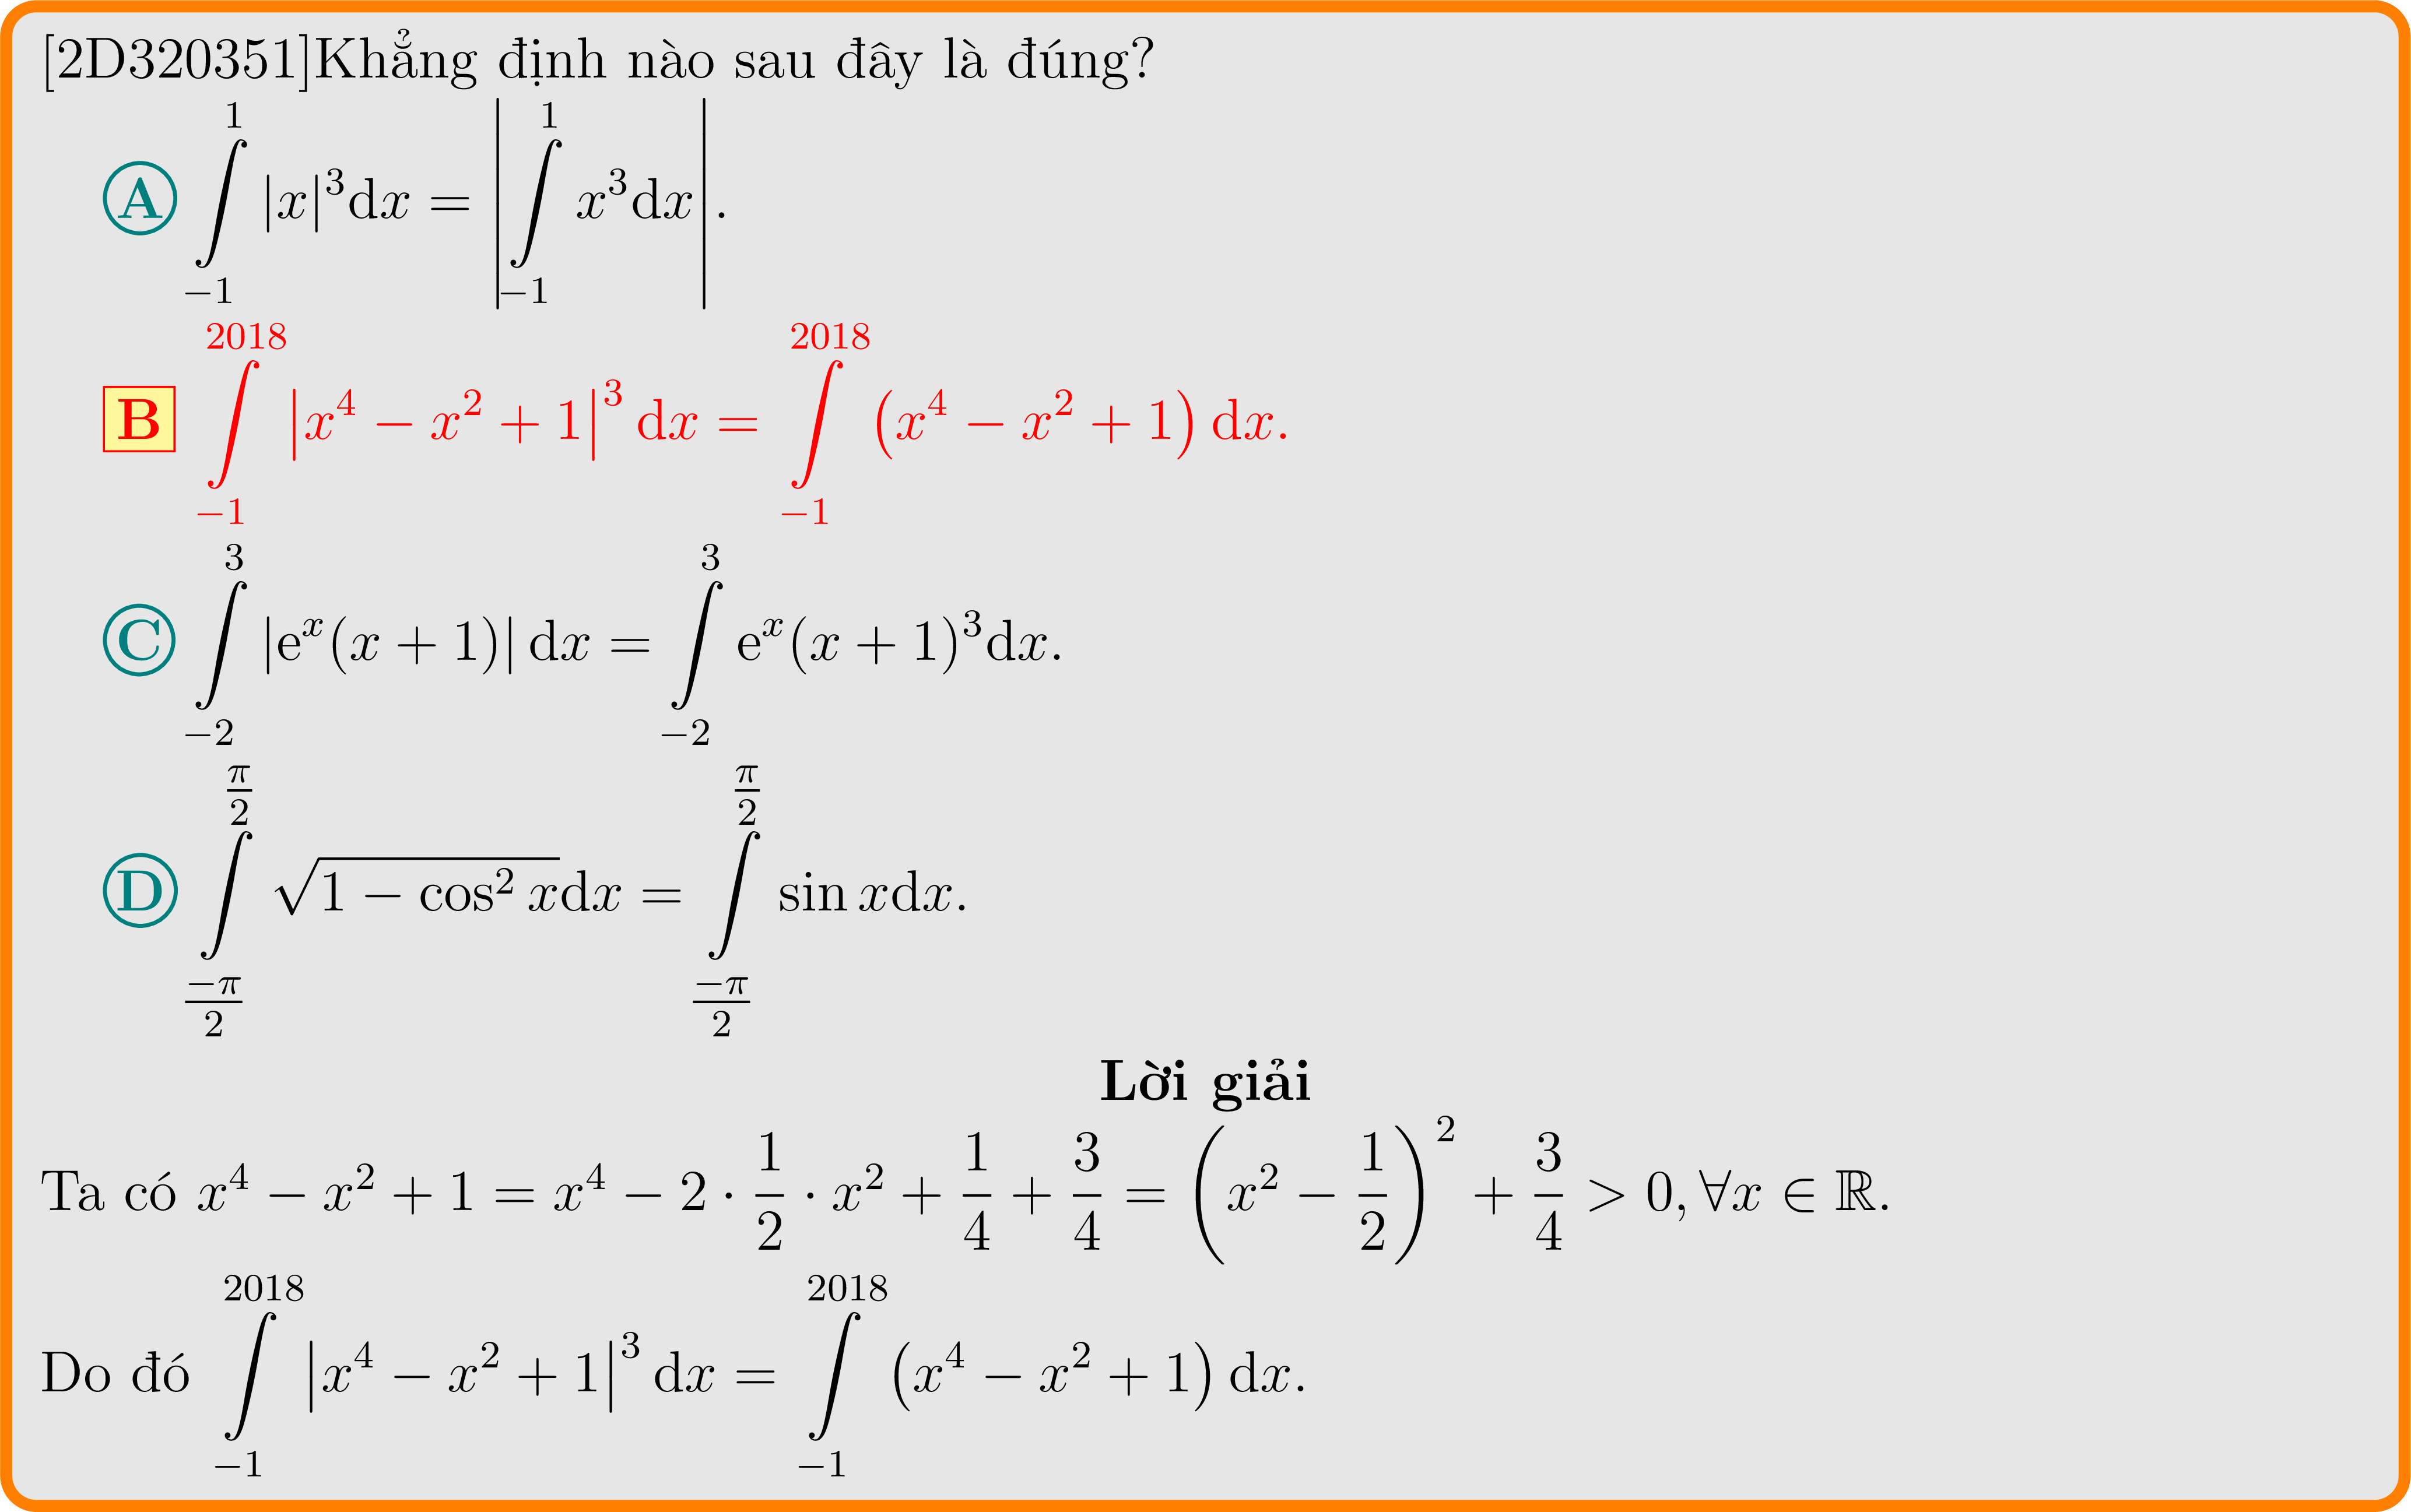 [2D320351]Khẳng định nào sau đây là đúng?
A $\int\limits_{-1}^{1} |x|^3 \mathrm{d}x = \left| \int\limits_{-1}^{1} x^3 \mathrm{d}x \right|.$
B $\int\limits_{-1}^{2018} \left| x^4 - x^2 + 1 \right|^3 \mathrm{d}x = \int\limits_{-1}^{2018} \left( x^4 - x^2 + 1 \right) \mathrm{d}x.$
C $\int\limits_{-2}^{3} \left| \mathrm{e}^x (x + 1) \right| \mathrm{d}x = \int\limits_{-2}^{3} \mathrm{e}^x (x + 1)^3 \mathrm{d}x.$
D $\int\limits_{\frac{-\pi}{2}}^{\frac{\pi}{2}} \sqrt{1 - \cos^2 x} \mathrm{d}x = \int\limits_{\frac{-\pi}{2}}^{\frac{\pi}{2}} \sin x \mathrm{d}x.$
Lời giải
Ta có $x^4 - x^2 + 1 = x^4 - 2 \cdot \frac{1}{2} \cdot x^2 + \frac{1}{4} + \frac{3}{4} = \left( x^2 - \frac{1}{2} \right)^2 + \frac{3}{4} > 0, \forall x \in \mathbb{R}.$
Do đó $\int\limits_{-1}^{2018} \left| x^4 - x^2 + 1 \right|^3 \mathrm{d}x = \int\limits_{-1}^{2018} \left( x^4 - x^2 + 1 \right) \mathrm{d}x.$